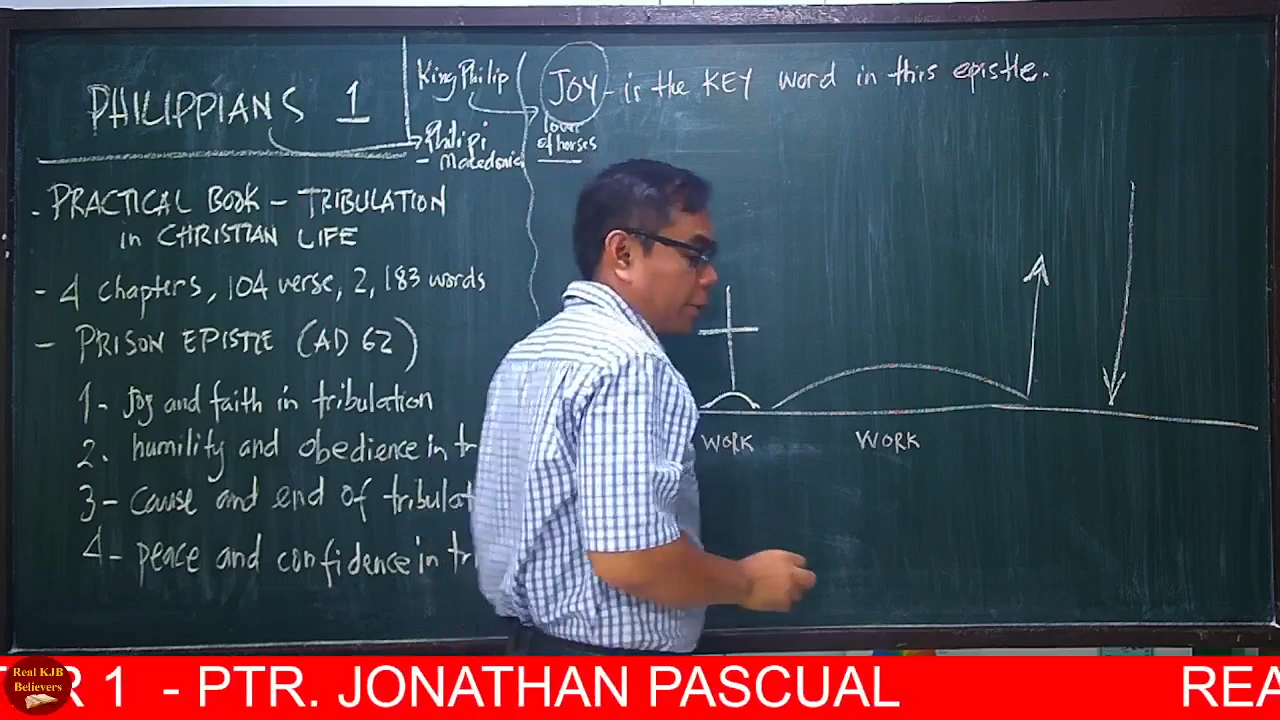 PHILIPPIANS 1
King Philip
Philipi
- Macedonia
lover
of horses
JOY - is the KEY word in this epistle.
- PRACTICAL BOOK - TRIBULATION
in CHRISTIAN LIFE
- 4 chapters, 104 verse, 2,183 words
- PRISON EPISTLE (AD 62)
1 - joy and faith in tribulation
2. humility and obedience in tr
3 - cause and end of tribulat
4 - peace and confidence in tri
WORK
WORK
R 1 - PTR. JONATHAN PASCUAL
REA
Real KJB
Believers